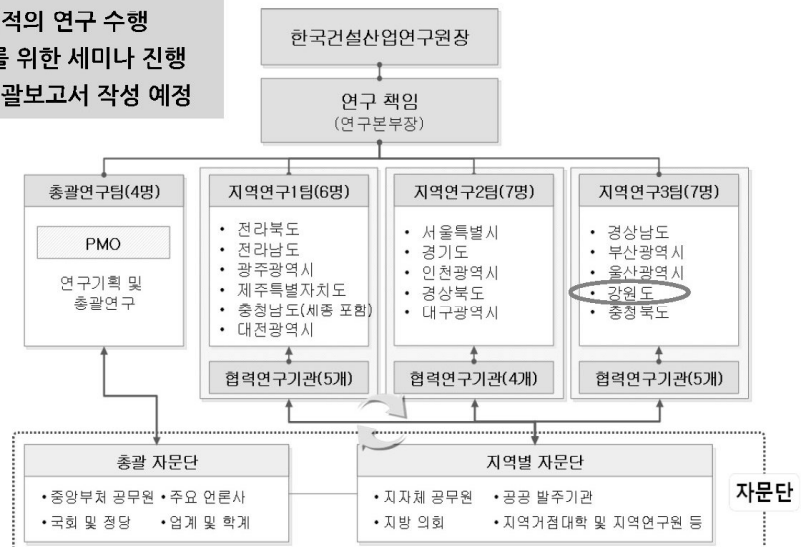 적의 연구 수행
를 위한 세미나 진행
괄보고서 작성 예정
한국건설산업연구원장
연구 책임
(연구본부장)
총괄연구팀(4명)
PMO
연구기획 및
총괄연구
지역연구1팀(6명)
• 전라북도
• 전라남도
• 광주광역시
• 제주특별자치도
• 충청남도(세종 포함)
• 대전광역시
협력연구기관(5개)
지역연구2팀(7명)
• 서울특별시
• 경기도
• 인천광역시
• 경상북도
• 대구광역시
협력연구기관(4개)
지역연구3팀(7명)
• 경상남도
• 부산광역시
• 울산광역시
• 강원도
• 충청북도
협력연구기관(5개)
총괄 자문단
• 중앙부처 공무원 • 주요 언론사
• 국회 및 정당 • 업계 및 학계
지역별 자문단
• 지자체 공무원 • 공공 발주기관
• 지방 의회 • 지역거점대학 및 지역연구원 등
자문단